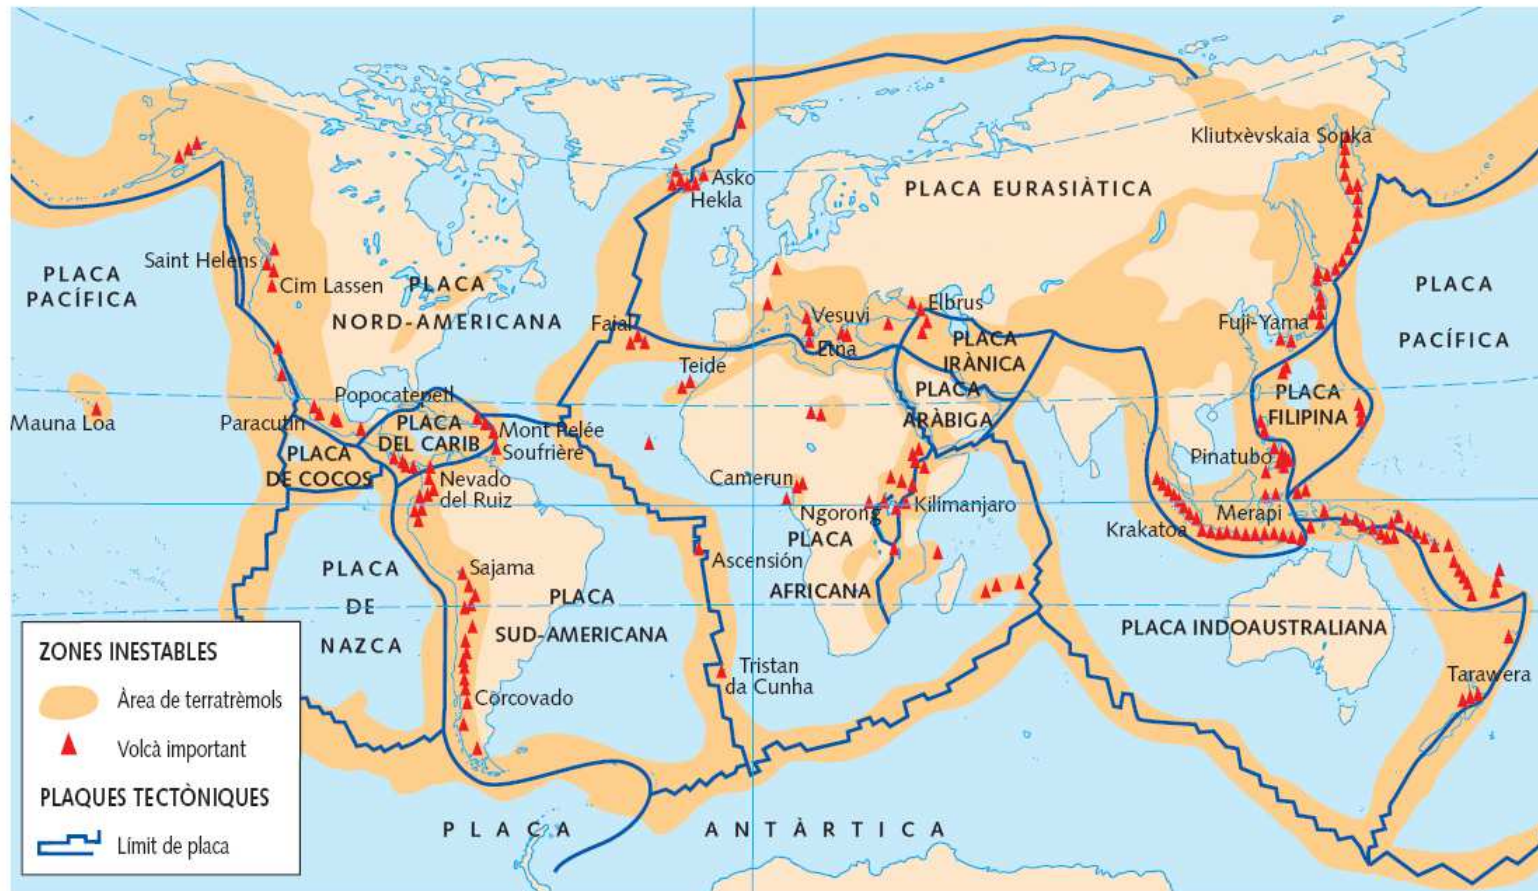 Kliutxèvskaia Sopka
Asko
Hekla
PLACA EURASIÀTICA
Saint Helens
PLACA
PACÍFICA
Cim Lassen
PLACA
NORD-AMERICANA
PLACA
PACÍFICA
Faial
Vesuvi
Etna
Elbrus
Fuji-Yama
PLACA
IRÀNICA
Teide
PLACA
ARÀBIGA
PLACA
FILIPINA
Mauna Loa
Popocatepetl
Paracutin
PLACA
DEL CARIB
Mont Pelée
Soufrière
PLACA
DE COCOS
Nevado
del Ruiz
Camerun
Ngorong
Kilimanjaro
Pinatubo
Merapi
Krakatoa
PLACA
AFRICANA
Ascensión
PLACA
DE
NAZCA
Sajama
PLACA
SUD-AMERICANA
PLACA INDOAUSTRALIANA
Tristan
da Cunha
Corcovado
Tarawera
PLACA ANTÀRTICA
ZONES INESTABLES
Àrea de terratrèmols
Volcà important
PLAQUES TECTÒNIQUES
Límit de placa